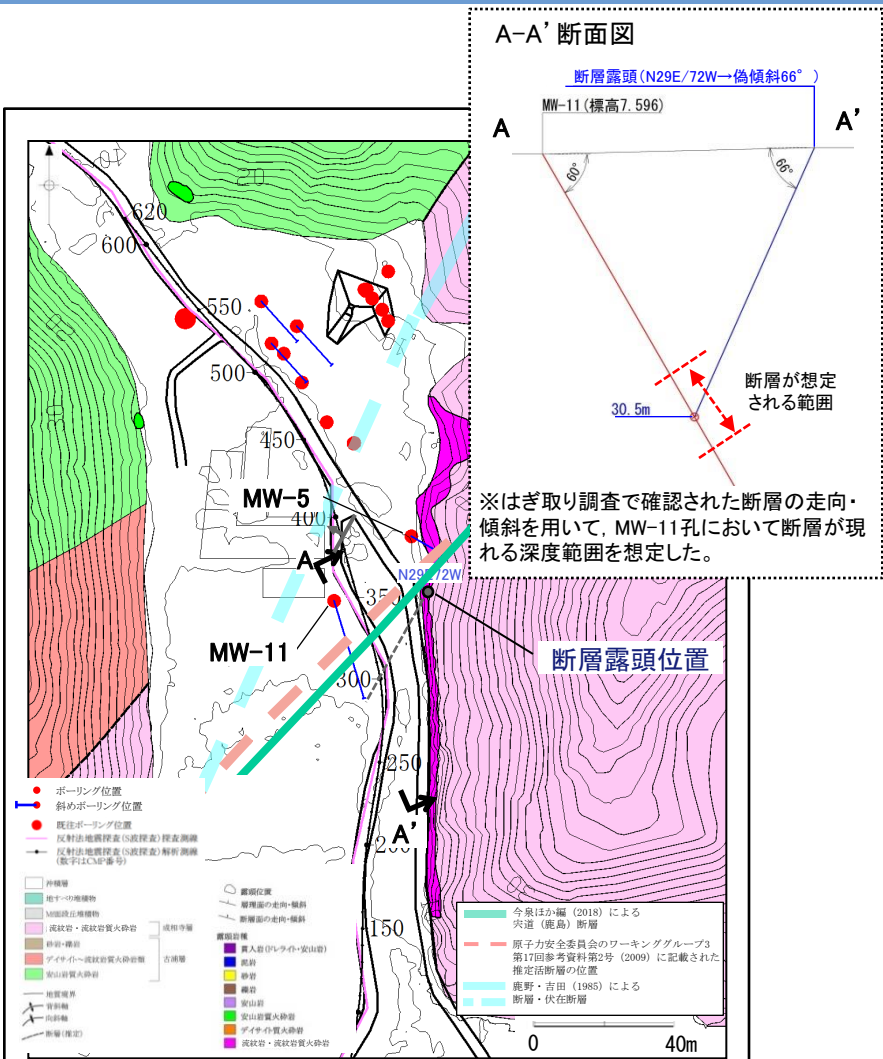 A-A’断面図
断層露頭(N29E/72W→偽傾斜66°)
MW-11(標高7.596)
A
A’
60°
66°
断層が想定
される範囲
30.5m
※はぎ取り調査で確認された断層の走向・
傾斜を用いて, MW-11孔において断層が現
れる深度範囲を想定した。
20
620
600
550
500
450
MW-5
400
A
N29E/72W
350
断層露頭位置
MW-11
300
250
A’
200
150
ボーリング位置
斜めボーリング位置
既往ボーリング位置
反射法地震探査(S波探査)探査測線
反射法地震探査(S波探査)解析測線
(数字はCMP番号)
沖積層
地すべり堆積物
M面段丘堆積物
流紋岩・流紋岩質火砕岩
成相寺層
砂岩・礫岩
デイサイト～流紋岩質火砕岩類
古浦層
安山岩質火砕岩
地質境界
背斜軸
向斜軸
断層(推定)
露頭位置
層理面の走向・傾斜
断層面の走向・傾斜
露頭岩種
貫入岩(ドレライト・安山岩)
泥岩
砂岩
礫岩
安山岩
安山岩質火砕岩
デイサイト質火砕岩
流紋岩・流紋岩質火砕岩
今泉ほか編（2018）による
宍道（鹿島）断層
原子力安全委員会のワーキンググループ3
第17回参考資料第2号（2009）に記載された
推定活断層の位置
鹿野・吉田（1985）による
断層・伏在断層
0
40m